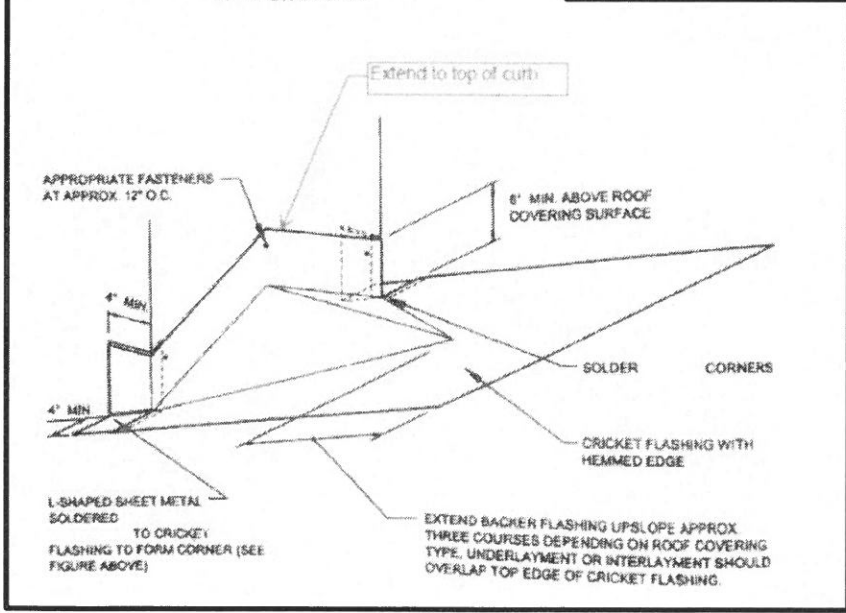 Extend to top of curb
APPROPRIATE FASTENERS
AT APPROX. 12" O.C.
6" MIN. ABOVE ROOF
COVERING SURFACE
4" MIN.
SOLDER CORNERS
4" MIN
CRICKET FLASHING WITH
HEMMED EDGE
L-SHAPED SHEET METAL
SOLDERED
TO CRICKET
FLASHING TO FORM CORNER (SEE
FIGURE ABOVE)
EXTEND BACKER FLASHING UPSLOPE APPROX
THREE COURSES DEPENDING ON ROOF COVERING
TYPE, UNDERLAYMENT OR INTERLAYMENT SHOULD
OVERLAP TOP EDGE OF CRICKET FLASHING.